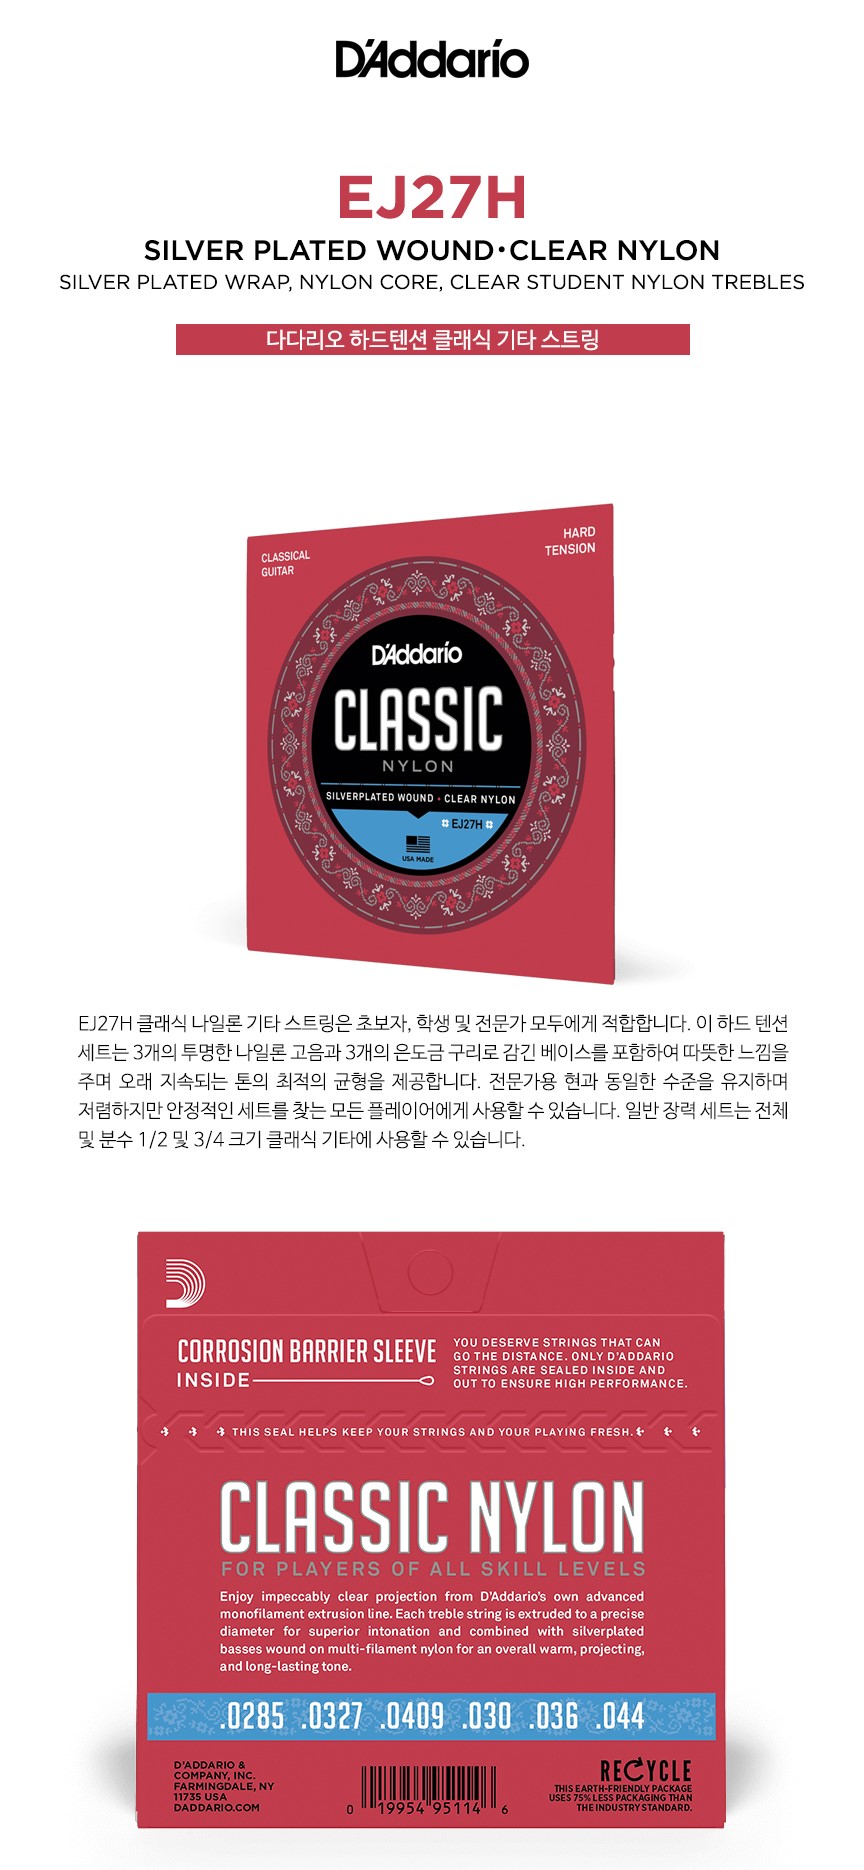 D'Addario
EJ27H
SILVER PLATED WOUND•CLEAR NYLON
SILVER PLATED WRAP, NYLON CORE, CLEAR STUDENT NYLON TREBLES
다다리오 하드텐션 클래식 기타 스트링
CLASSICAL
GUITAR
HARD
TENSION
D'Addario
CLASSIC
NYLON
SILVERPLATED WOUND • CLEAR NYLON
EJ27H
USA MADE
EJ27H 클래식 나일론 기타 스트링은 초보자, 학생 및 전문가 모두에게 적합합니다. 이 하드 텐션
세트는 3개의 투명한 나일론 고음과 3개의 은도금 구리로 감긴 베이스를 포함하여 따뜻한 느낌을
주며 오래 지속되는 톤의 최적의 균형을 제공합니다. 전문가용 현과 동일한 수준을 유지하며
저렴하지만 안정적인 세트를 찾는 모든 플레이어에게 사용할 수 있습니다. 일반 장력 세트는 전체
및 분수 1/2 및 3/4 크기 클래식 기타에 사용할 수 있습니다.
CORROSION BARRIER SLEEVE
INSIDE
YOU DESERVE STRINGS THAT CAN
GO THE DISTANCE. ONLY D'ADDARIO
STRINGS ARE SEALED INSIDE AND
OUT TO ENSURE HIGH PERFORMANCE.
THIS SEAL HELPS KEEP YOUR STRINGS AND YOUR PLAYING FRESH.
CLASSIC NYLON
FOR PLAYERS OF ALL SKILL LEVELS
Enjoy impeccably clear projection from D'Addario's own advanced
monofilament extrusion line. Each treble string is extruded to a precise
diameter for superior intonation and combined with silverplated
basses wound on multi-filament nylon for an overall warm, projecting,
and long-lasting tone.
.0285 .0327 .0409 .030 .036 .044
D'ADDARIO &
COMPANY, INC.
FARMINGDALE, NY
11735 USA
DADDARIO.COM
0 19954 95114 6
RECYCLE
THIS EARTH-FRIENDLY PACKAGE
USES 75% LESS PACKAGING THAN
THE INDUSTRY STANDARD.